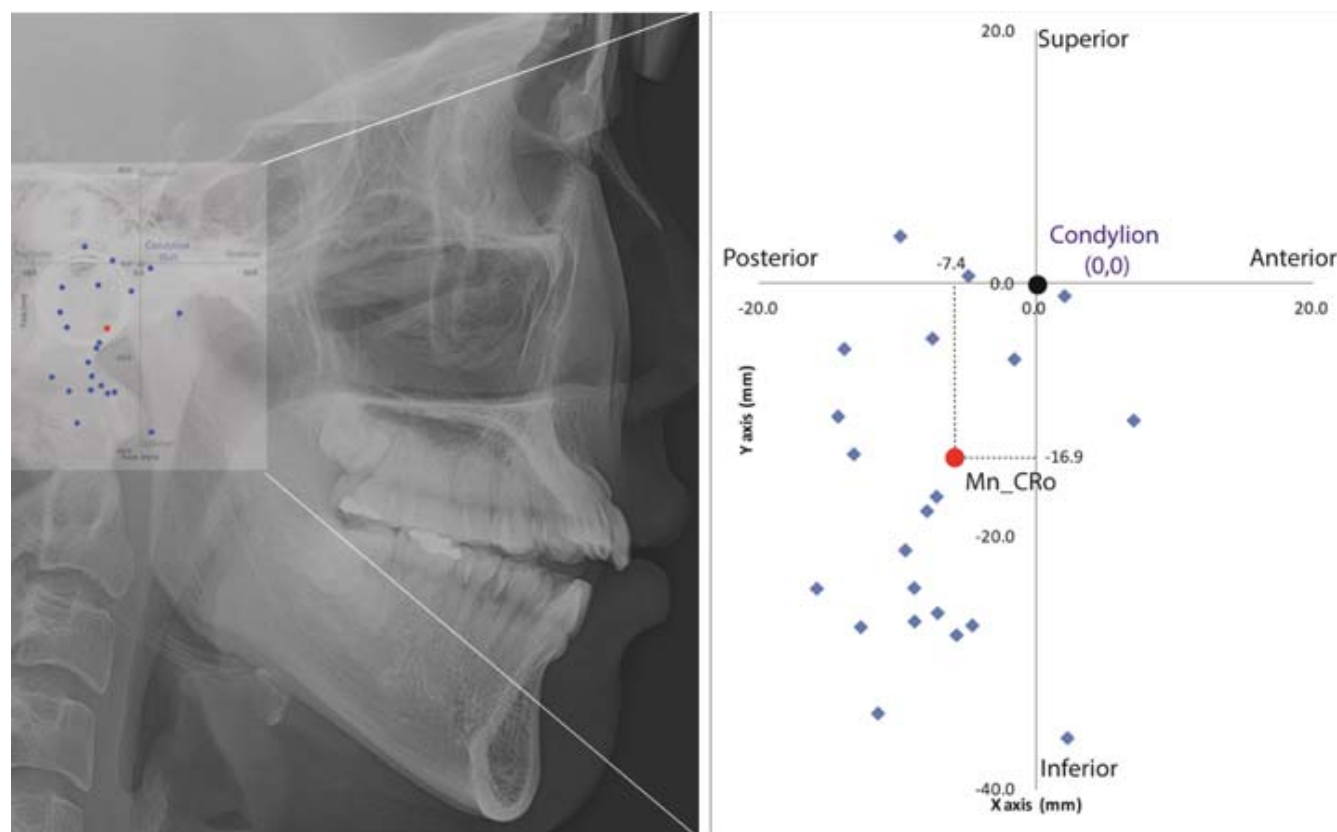 20.0
Superior
Condylion
(0,0)
Posterior
-7.4
Anterior
0.0
-20.0
0.0
20.0
Y axis (mm)
-16.9
Mn_CRo
-20.0
Inferior
-40.0
X axis (mm)